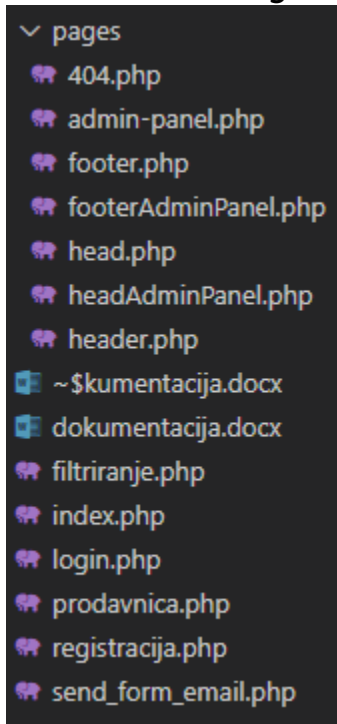 pages
404.php
admin-panel.php
footer.php
footerAdminPanel.php
head.php
headAdminPanel.php
header.php
~$kumentacija.docx
dokumentacija.docx
filtriranje.php
index.php
login.php
prodavnica.php
registracija.php
send_form_email.php